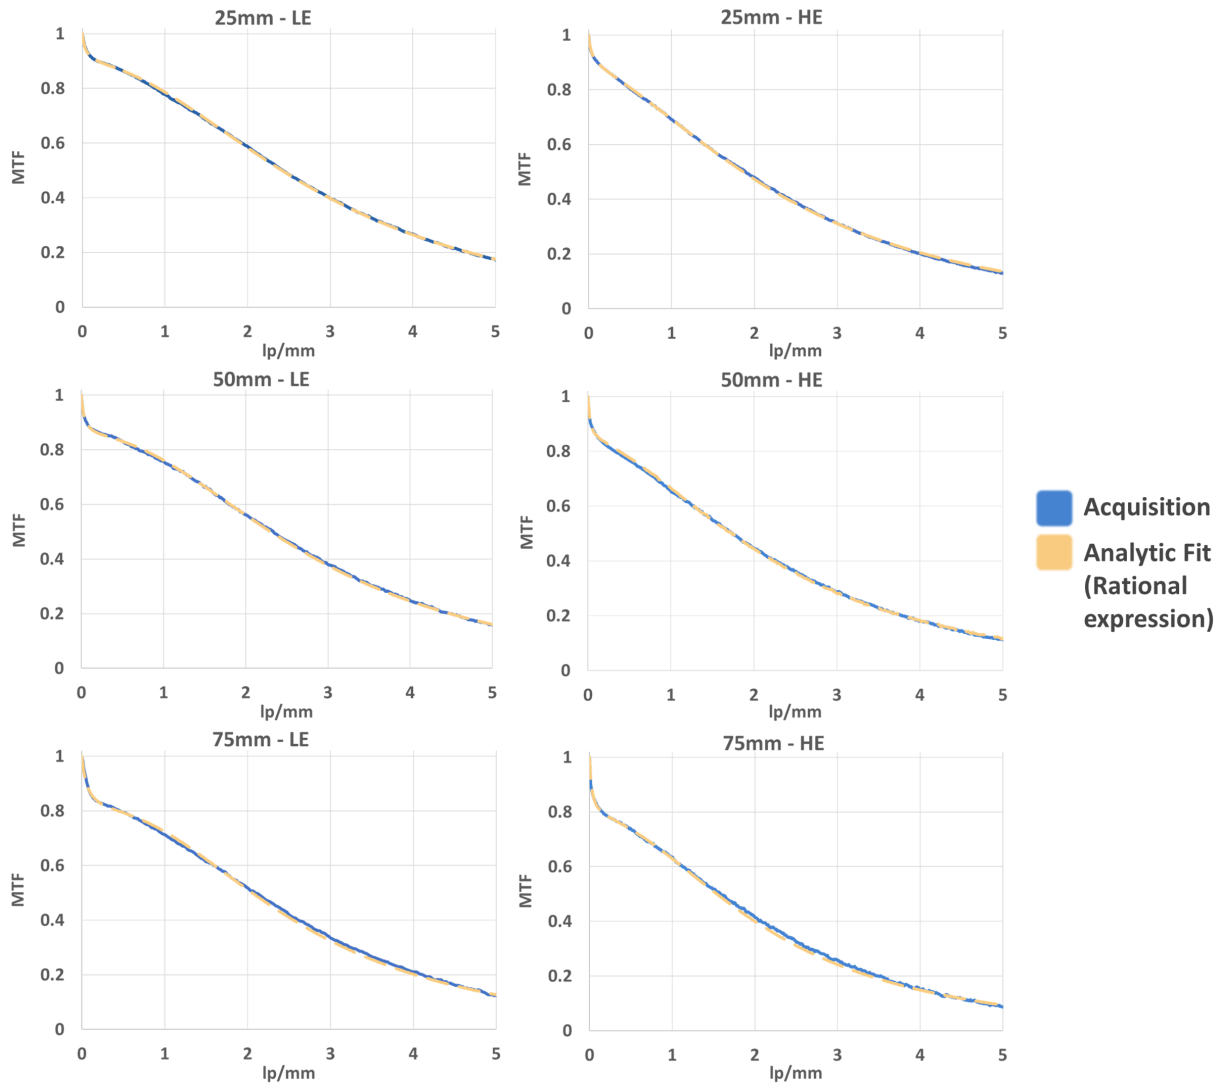 25mm - LE
1
0.8
0.6
0.4
0.2
0
MTF
0 1 2 3 4 5
lp/mm
25mm - HE
1
0.8
0.6
0.4
0.2
0
MTF
0 1 2 3 4 5
lp/mm
50mm - LE
1
0.8
0.6
0.4
0.2
0
MTF
0 1 2 3 4 5
lp/mm
50mm - HE
1
0.8
0.6
0.4
0.2
0
MTF
0 1 2 3 4 5
lp/mm
75mm - LE
1
0.8
0.6
0.4
0.2
0
MTF
0 1 2 3 4 5
lp/mm
75mm - HE
1
0.8
0.6
0.4
0.2
0
MTF
0 1 2 3 4 5
lp/mm
Acquisition
Analytic Fit
(Rational
expression)